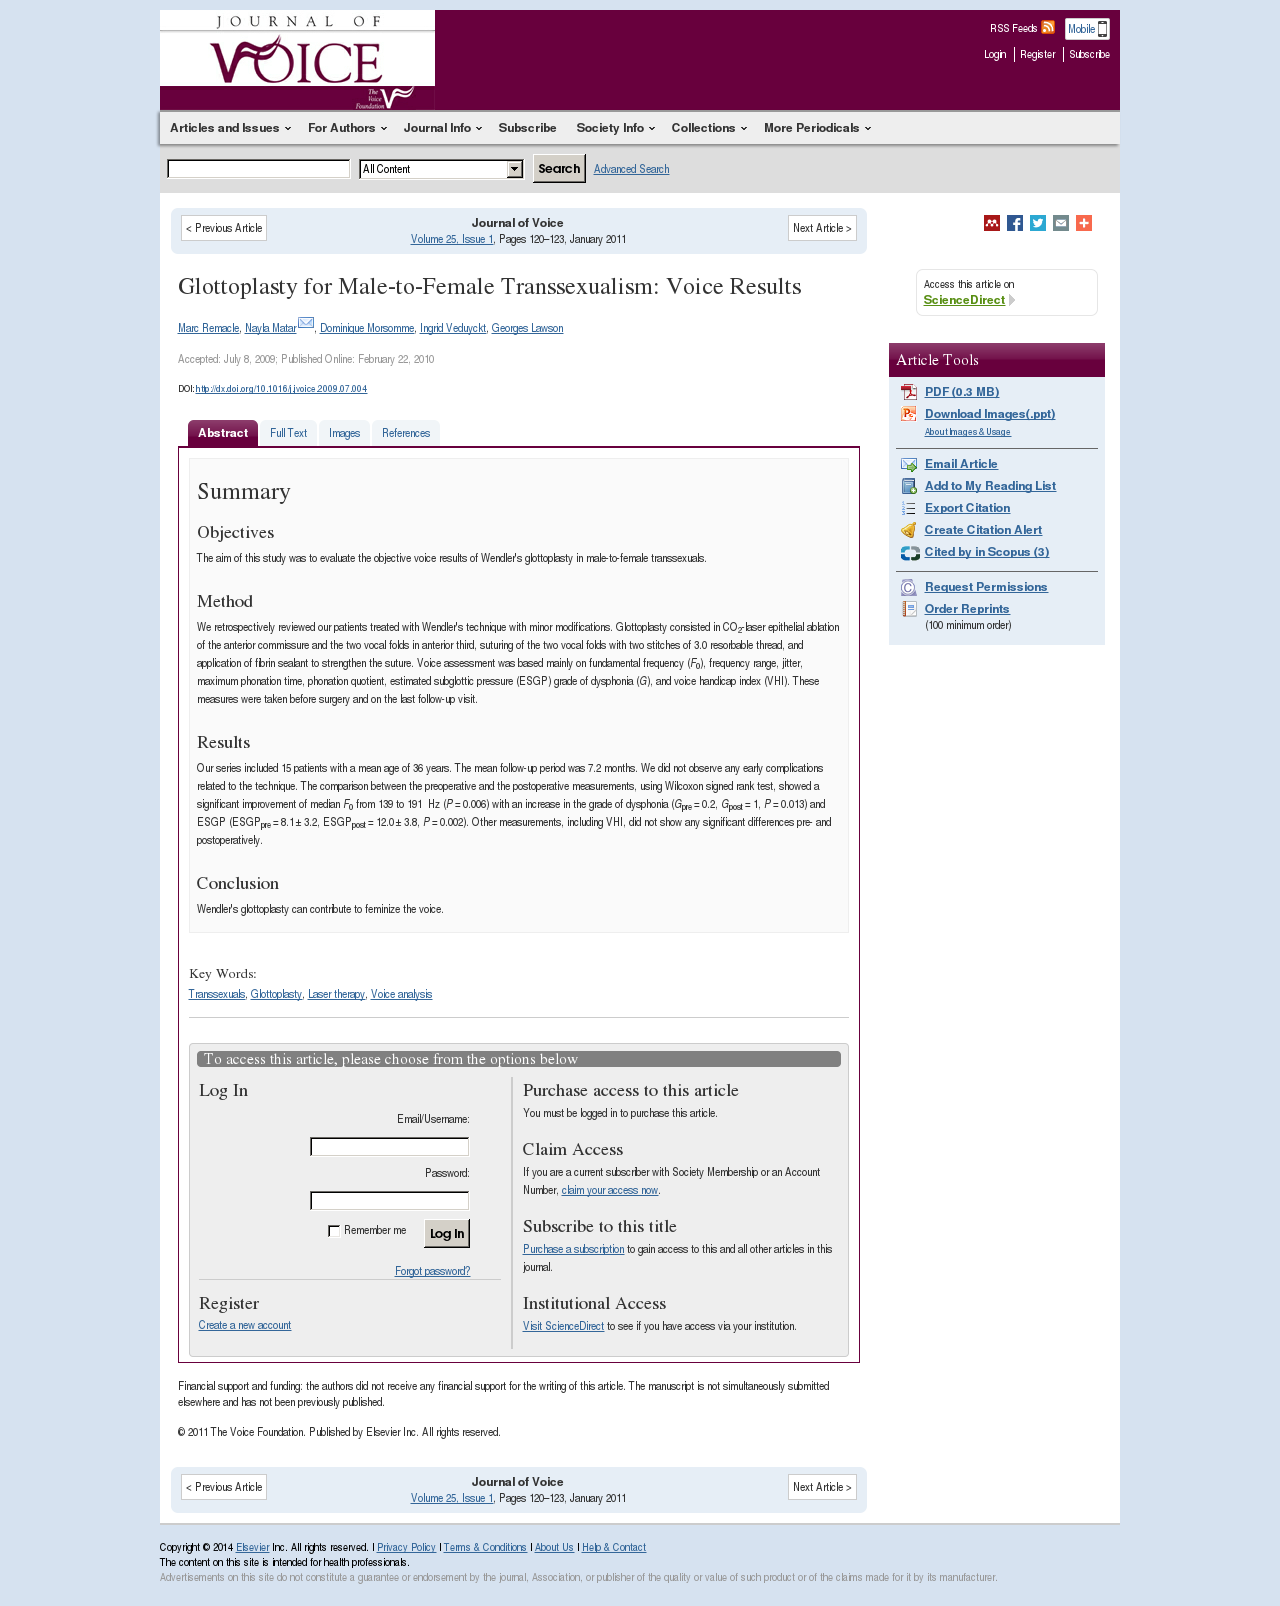 JOURNAL OF
VOICE
The
Voice
Foundation
RSS Feeds
Mobile
Login Register Subscribe
Articles and Issues For Authors Journal Info Subscribe Society Info Collections More Periodicals
All Content Search Advanced Search
< Previous Article
Journal of Voice
Volume 25, Issue 1, Pages 120–123, January 2011
Next Article >
Glottoplasty for Male-to-Female Transsexualism: Voice Results
Marc Remacle, Nayla Matar, Dominique Morsomme, Ingrid Veduyckt, Georges Lawson
Accepted: July 8, 2009; Published Online: February 22, 2010
DOI: http://dx.doi.org/10.1016/j.jvoice.2009.07.004
Abstract Full Text Images References
Summary
Objectives
The aim of this study was to evaluate the objective voice results of Wendler's glottoplasty in male-to-female transsexuals.
Method
We retrospectively reviewed our patients treated with Wendler's technique with minor modifications. Glottoplasty consisted in CO2-laser epithelial ablation
of the anterior commissure and the two vocal folds in anterior third, suturing of the two vocal folds with two stitches of 3.0 resorbable thread, and
application of fibrin sealant to strengthen the suture. Voice assessment was based mainly on fundamental frequency (F0), frequency range, jitter,
maximum phonation time, phonation quotient, estimated subglottic pressure (ESGP) grade of dysphonia (G), and voice handicap index (VHI). These
measures were taken before surgery and on the last follow-up visit.
Results
Our series included 15 patients with a mean age of 36 years. The mean follow-up period was 7.2 months. We did not observe any early complications
related to the technique. The comparison between the preoperative and the postoperative measurements, using Wilcoxon signed rank test, showed a
significant improvement of median F0 from 139 to 191 Hz (P = 0.006) with an increase in the grade of dysphonia (Gpre = 0.2, Gpost = 1, P = 0.013) and
ESGP (ESGPpre = 8.1 ± 3.2, ESGPpost = 12.0 ± 3.8, P = 0.002). Other measurements, including VHI, did not show any significant differences pre- and
postoperatively.
Conclusion
Wendler's glottoplasty can contribute to feminize the voice.
Key Words:
Transsexuals, Glottoplasty, Laser therapy, Voice analysis
To access this article, please choose from the options below
Log In
Email/Username:
Password:
Remember me Log In
Forgot password?
Register
Create a new account
Purchase access to this article
You must be logged in to purchase this article.
Claim Access
If you are a current subscriber with Society Membership or an Account
Number, claim your access now.
Subscribe to this title
Purchase a subscription to gain access to this and all other articles in this
journal.
Institutional Access
Visit ScienceDirect to see if you have access via your institution.
Financial support and funding: the authors did not receive any financial support for the writing of this article. The manuscript is not simultaneously submitted
elsewhere and has not been previously published.
© 2011 The Voice Foundation. Published by Elsevier Inc. All rights reserved.
< Previous Article
Journal of Voice
Volume 25, Issue 1, Pages 120–123, January 2011
Next Article >
Access this article on
ScienceDirect
Article Tools
PDF (0.3 MB)
Download Images(.ppt)
About Images & Usage
Email Article
Add to My Reading List
Export Citation
Create Citation Alert
Cited by in Scopus (3)
Request Permissions
Order Reprints
(100 minimum order)
Copyright © 2014 Elsevier Inc. All rights reserved. | Privacy Policy | Terms & Conditions | About Us | Help & Contact
The content on this site is intended for health professionals.
Advertisements on this site do not constitute a guarantee or endorsement by the journal, Association, or publisher of the quality or value of such product or of the claims made for it by its manufacturer.